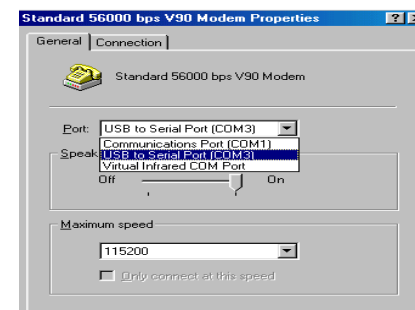 Standard 56000 bps V90 Modem Properties
General Connection
Standard 56000 bps V90 Modem
Port: USB to Serial Port (COM3)
Communications Port (COM1)
USB to Serial Port (COM3)
Virtual Infrared COM Port
Speak
Off On
Maximum speed
115200
Only connect at this speed